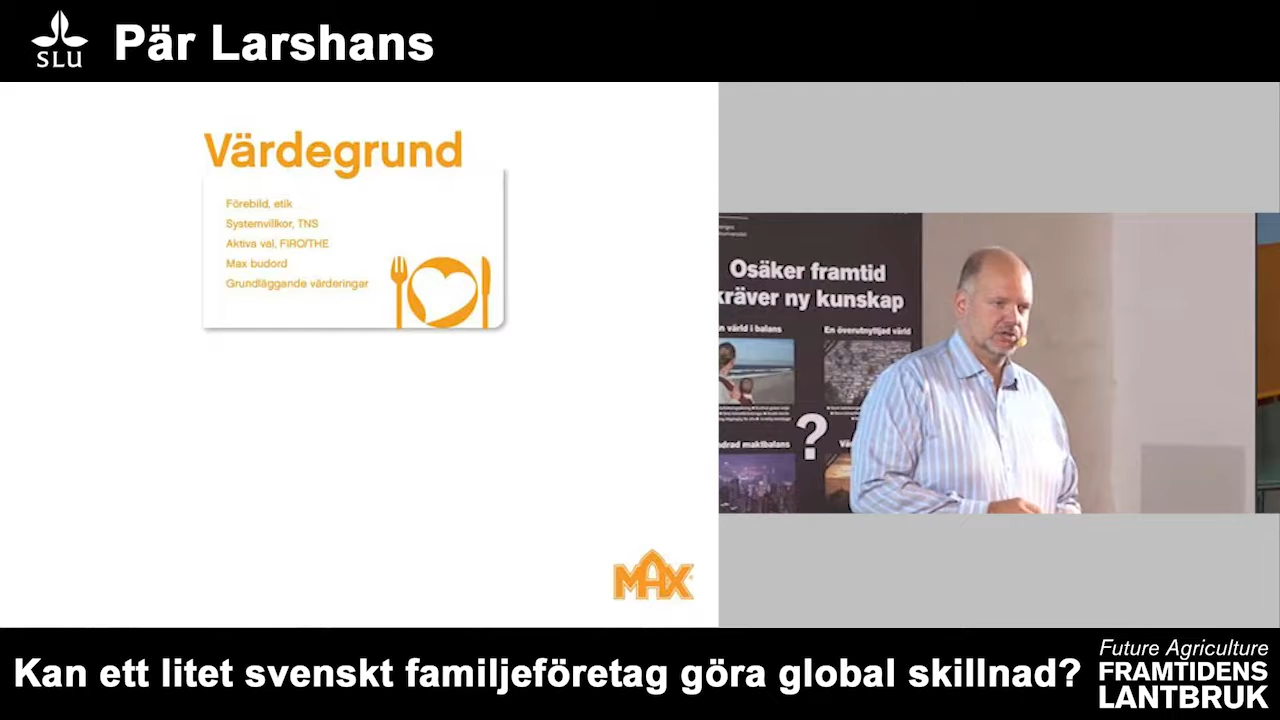 SLU
Pär Larshans
Värdegrund
Förebild, etik
Systemvillkor, TNS
Aktiva val, FIRO/THE
Max budord
Grundläggande värderingar
MAX
Osäker framtid
kräver ny kunskap
n värld i balans
En överutnyttjad värld
?
ndrad maktbalans
Kan ett litet svenskt familjeföretag göra global skillnad?
Future Agriculture
FRAMTIDENS
LANTBRUK